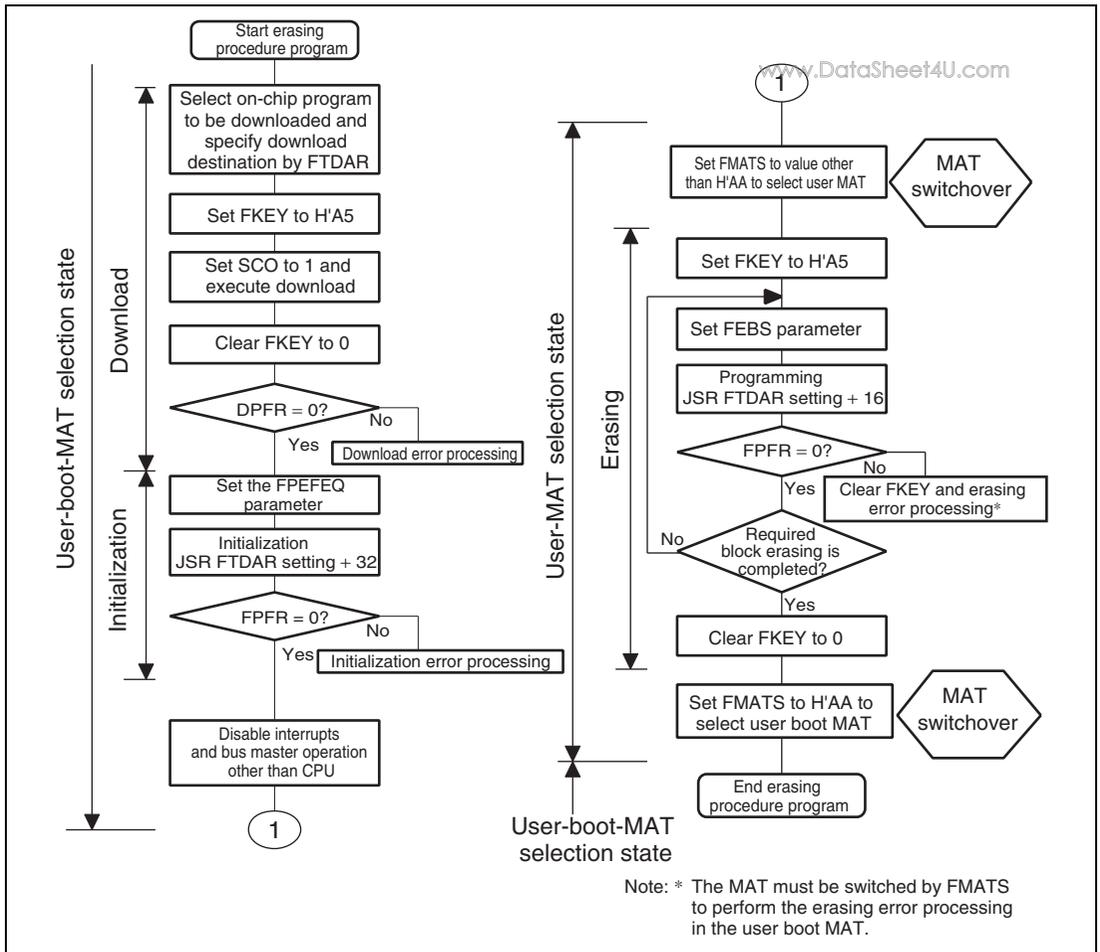 Start erasing
procedure program
Select on-chip program
to be downloaded and
specify download
destination by FTDAR
Set FKEY to H'A5
Set SCO to 1 and
execute download
Clear FKEY to 0
DPFR = 0?
No
Yes
Download error processing
Set the FPEFEQ
parameter
Initialization
JSR FTDAR setting + 32
FPFR = 0?
No
Yes
Initialization error processing
Disable interrupts
and bus master operation
other than CPU
1
User-boot-MAT selection state
Download
Initialization
www.DataSheet4U.com
1
Set FMATS to value other
than H'AA to select user MAT
MAT
switchover
Set FKEY to H'A5
Set FEBS parameter
Programming
JSR FTDAR setting + 16
FPFR = 0?
No
Yes
Clear FKEY and erasing
error processing*
Required
block erasing is
completed?
No
Yes
Clear FKEY to 0
Set FMATS to H'AA to
select user boot MAT
MAT
switchover
End erasing
procedure program
User-MAT selection state
Erasing
User-boot-MAT
selection state
Note: * The MAT must be switched by FMATS
to perform the erasing error processing
in the user boot MAT.